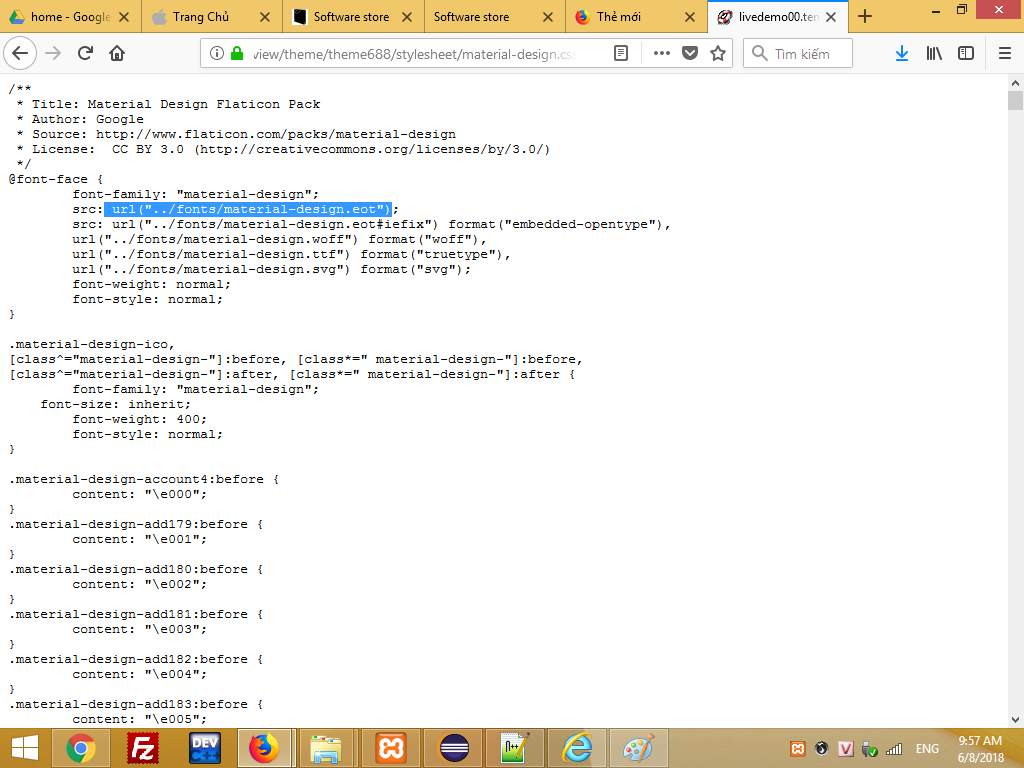 home - Google
Trang Chủ
Software store
Software store
Thẻ mới
livedemo00.ten
view/theme/theme688/stylesheet/material-design.css
Tìm kiếm
/**
 * Title: Material Design Flaticon Pack
 * Author: Google
 * Source: http://www.flaticon.com/packs/material-design
 * License:  CC BY 3.0 (http://creativecommons.org/licenses/by/3.0/)
 */
@font-face {
        font-family: "material-design";
        src: url("../fonts/material-design.eot");
        src: url("../fonts/material-design.eot#iefix") format("embedded-opentype"),
        url("../fonts/material-design.woff") format("woff"),
        url("../fonts/material-design.ttf") format("truetype"),
        url("../fonts/material-design.svg") format("svg");
        font-weight: normal;
        font-style: normal;
}
.material-design-ico,
[class^="material-design-"]:before, [class*=" material-design-"]:before,
[class^="material-design-"]:after, [class*=" material-design-"]:after {
        font-family: "material-design";
    font-size: inherit;
        font-weight: 400;
        font-style: normal;
}
.material-design-account4:before {
        content: "\e000";
}
.material-design-add179:before {
        content: "\e001";
}
.material-design-add180:before {
        content: "\e002";
}
.material-design-add181:before {
        content: "\e003";
}
.material-design-add182:before {
        content: "\e004";
}
.material-design-add183:before {
        content: "\e005";
Fz
DEV
C++
ENG
9:57 AM
6/8/2018